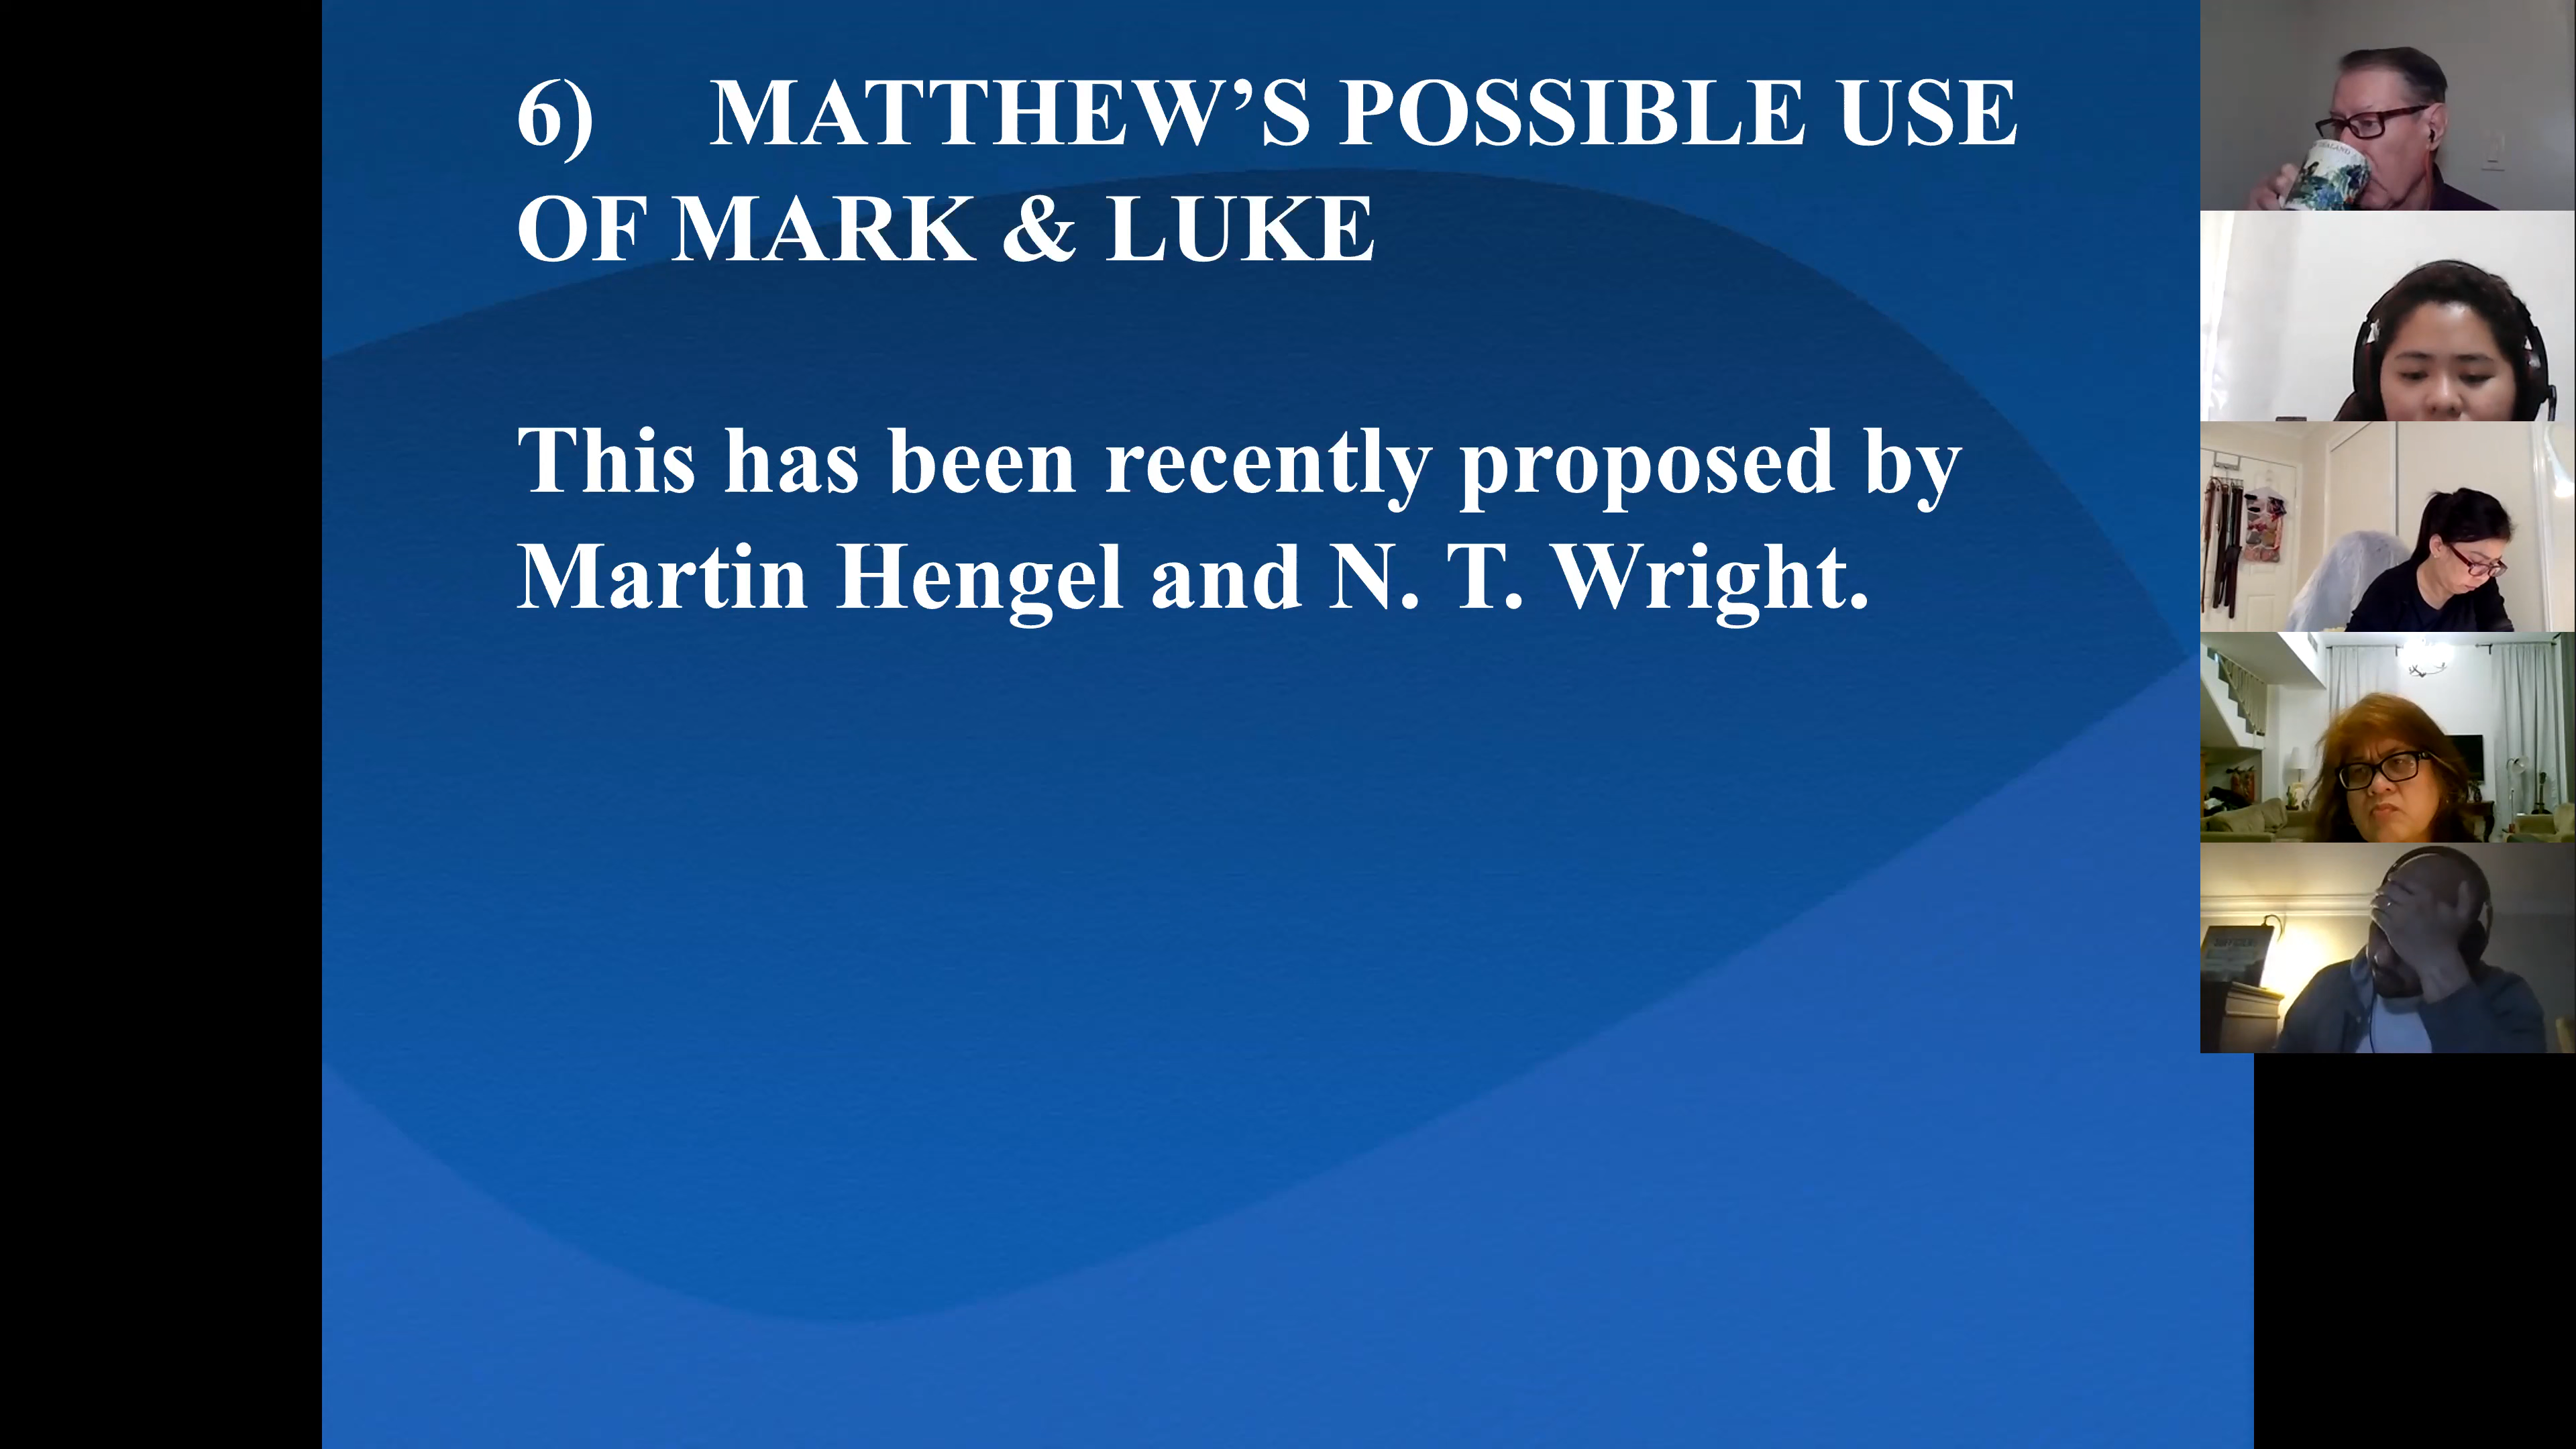 6) MATTHEW’S POSSIBLE USE
OF MARK & LUKE
This has been recently proposed by
Martin Hengel and N. T. Wright.